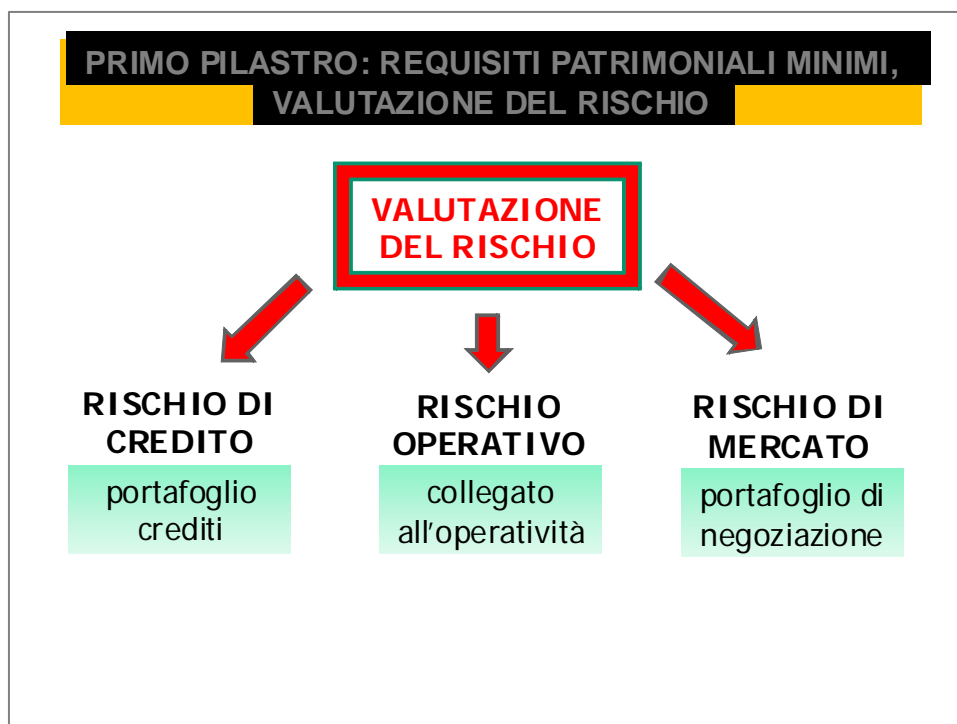 PRIMO PILASTRO: REQUISITI PATRIMONIALI MINIMI,
VALUTAZIONE DEL RISCHIO
VALUTAZIONE
DEL RISCHIO
RISCHIO DI
CREDITO
portafoglio
crediti
RISCHIO
OPERATIVO
collegato
all'operatività
RISCHIO DI
MERCATO
portafoglio di
negoziazione